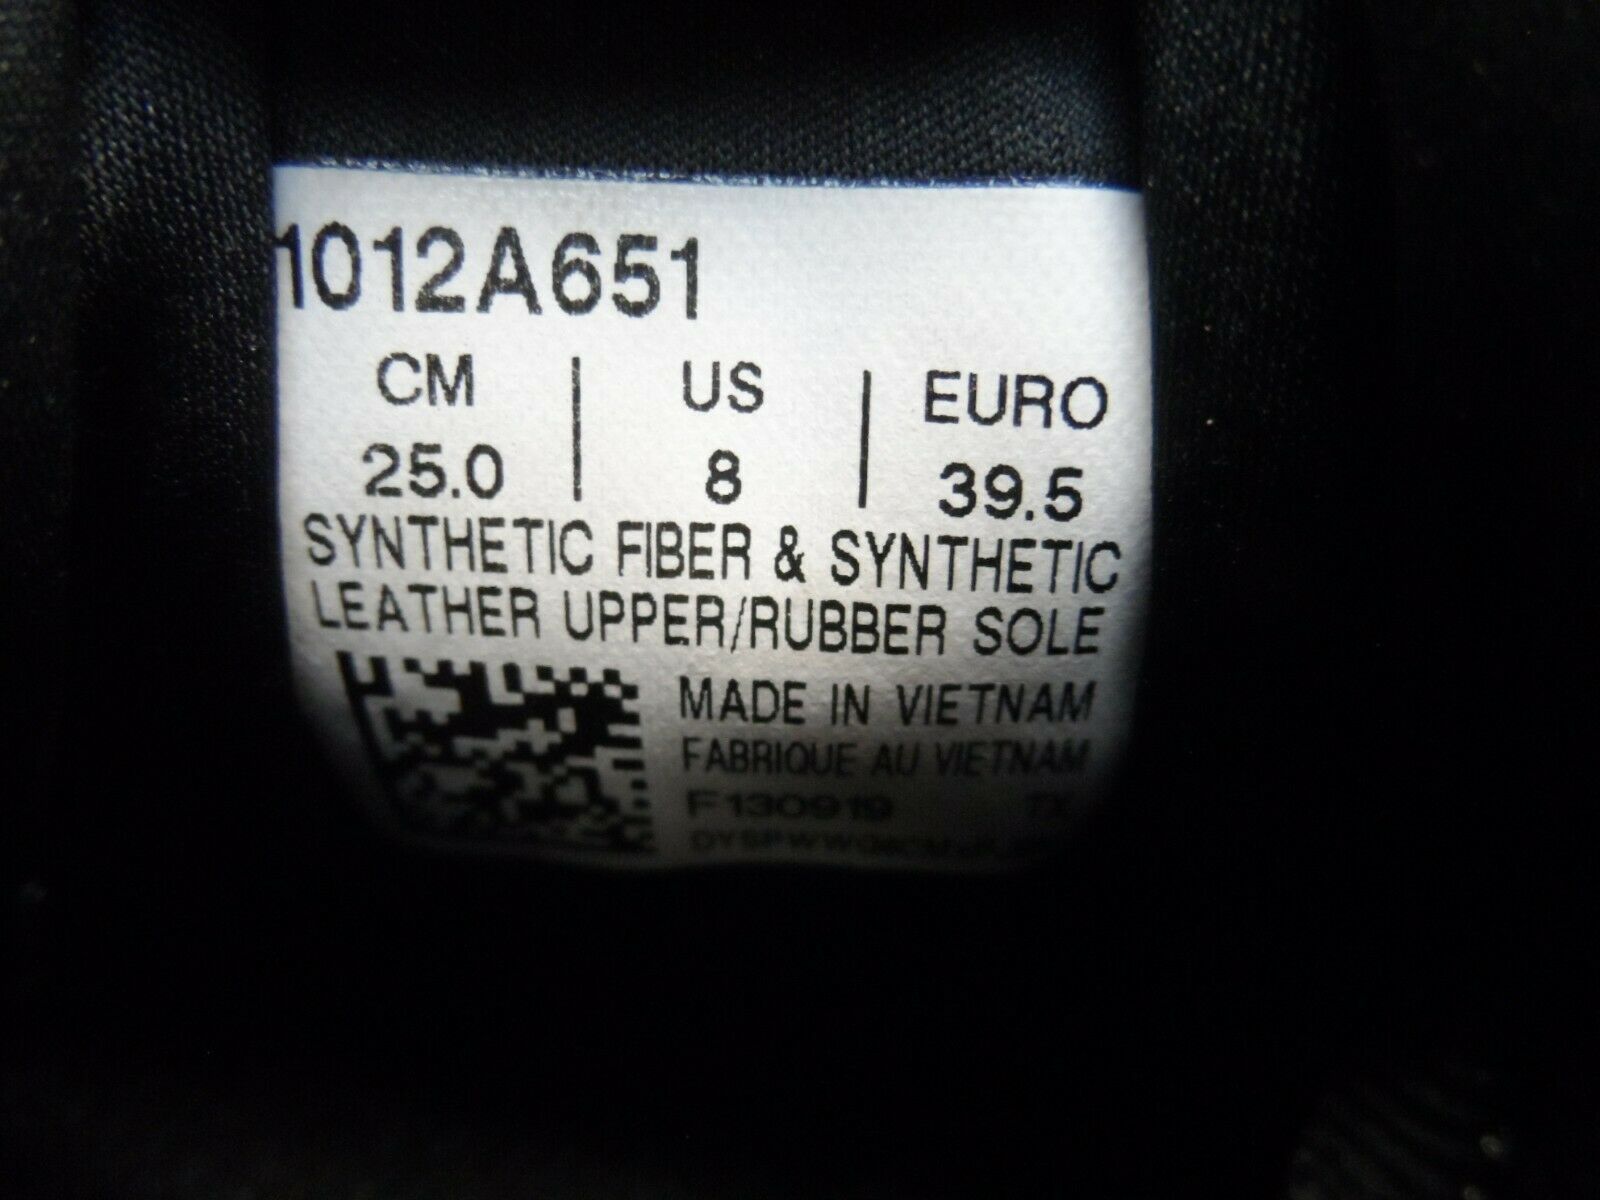 1012A651
CM | US | EURO
25.0 | 8 | 39.5
SYNTHETIC FIBER & SYNTHETIC
LEATHER UPPER/RUBBER SOLE
MADE IN VIETNAM
FABRIQUE AU VIETNAM
F130919